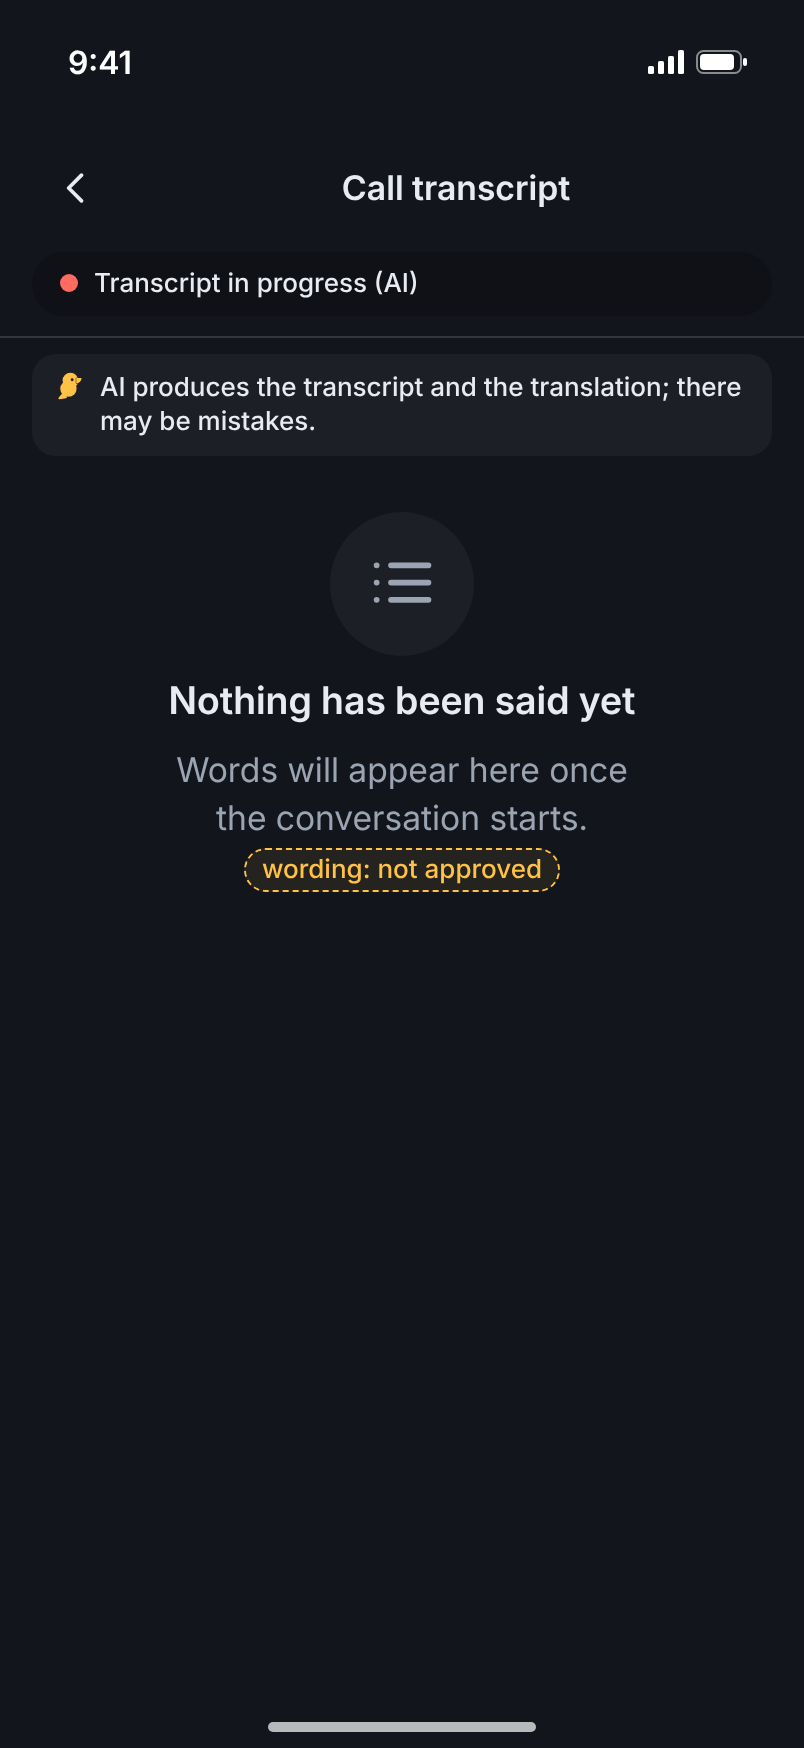 9:41
Call transcript
Transcript in progress (AI)
AI produces the transcript and the translation; there
may be mistakes.
Nothing has been said yet
Words will appear here once
the conversation starts.
wording: not approved